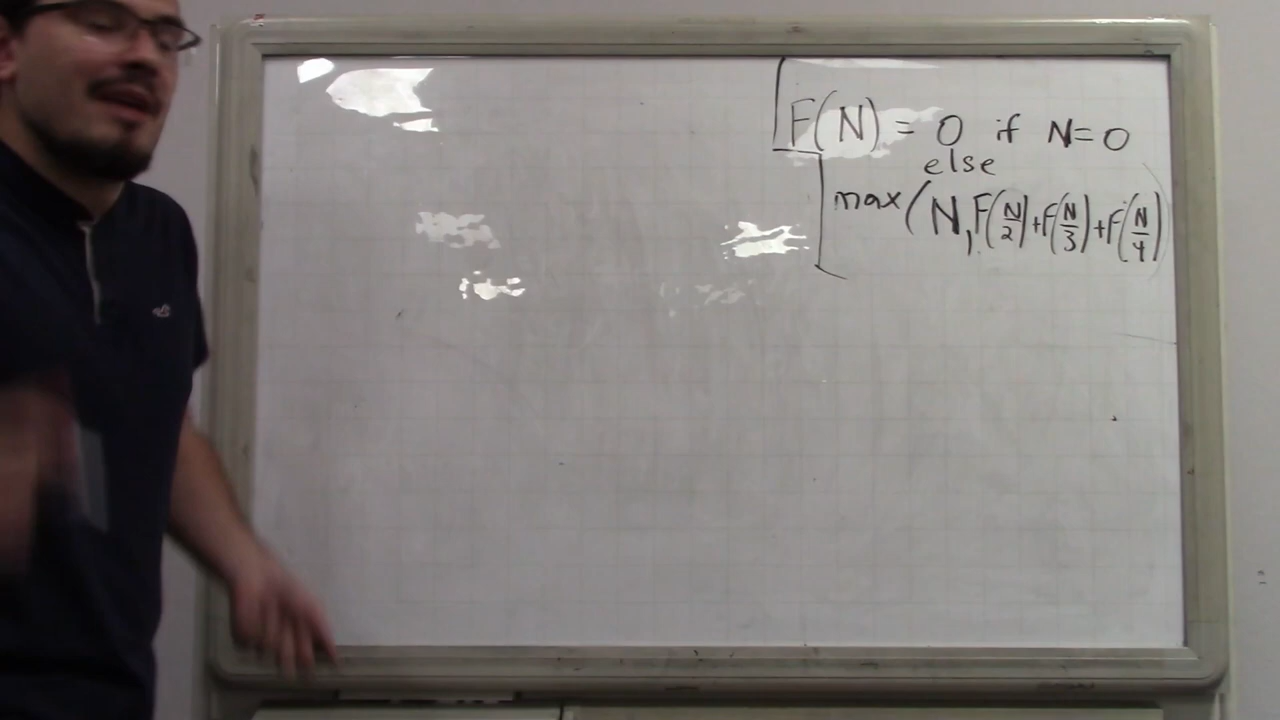 F(N) = 0 if N=0
else
max(N, F(N/2)+F(N/3)+F(N/4))